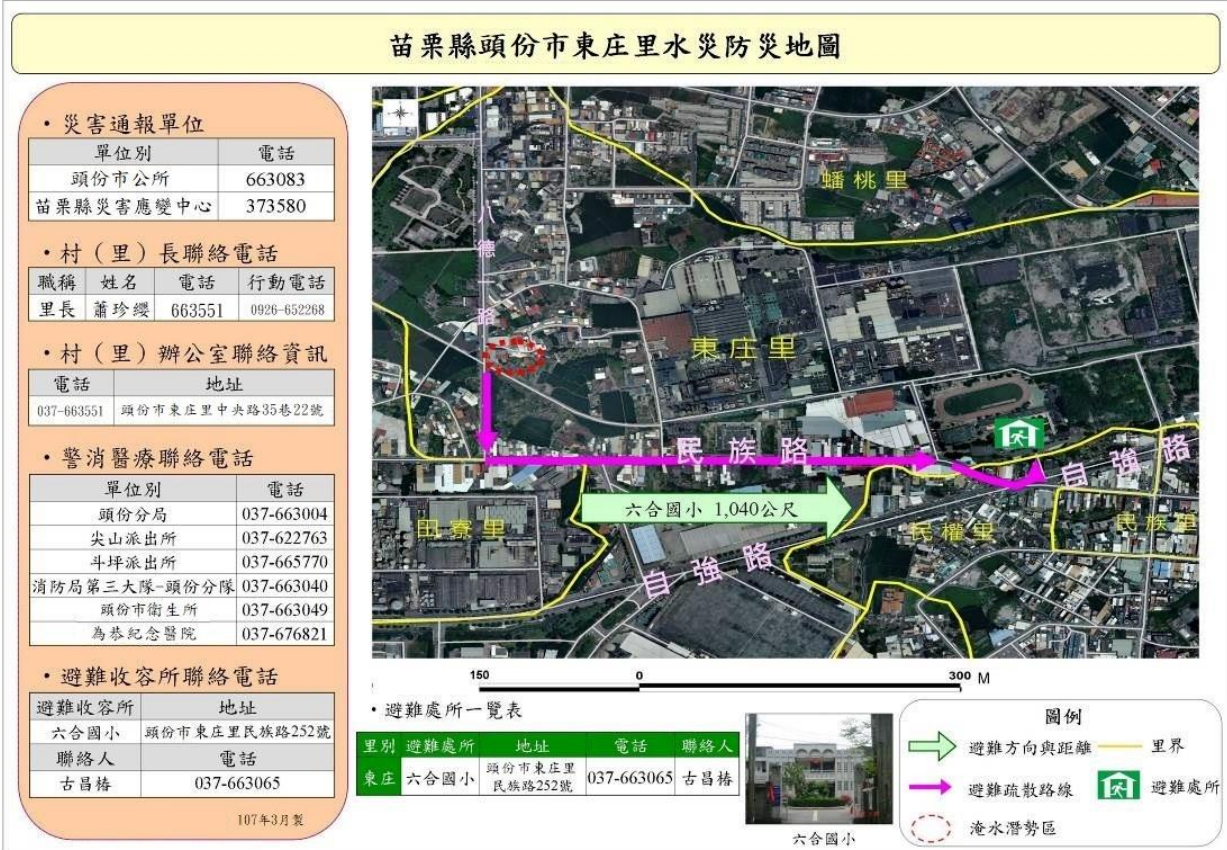 苗栗縣頭份市東庄里水災防災地圖
・災害通報單位
單位別 電話
頭份市公所 663083
苗栗縣災害應變中心 373580
・村（里）長聯絡電話
職稱 姓名 電話 行動電話
里長 蕭珍纓 663551 0926-652268
・村（里）辦公室聯絡資訊
電話 地址
037-663551 頭份市東庄里中央路35巷22號
・警消醫療聯絡電話
單位別 電話
頭份分局 037-663004
尖山派出所 037-622763
斗坪派出所 037-665770
消防局第三大隊-頭份分隊 037-663040
頭份市衛生所 037-663049
為恭紀念醫院 037-676821
・避難收容所聯絡電話
避難收容所 地址
六合國小 頭份市東庄里民族路252號
聯絡人 電話
古昌椿 037-663065
107年3月製
蟠桃里
八德一路
東庄里
民族路
自強路
六合國小 1,040公尺
田寮里
民權里
民族里
自強路
150 0 300 M
・避難處所一覽表
里別 避難處所 地址 電話 聯絡人
東庄 六合國小 頭份市東庄里
民族路252號 037-663065 古昌椿
六合國小
圖例
避難方向與距離 里界
避難疏散路線 避難處所
淹水潛勢區